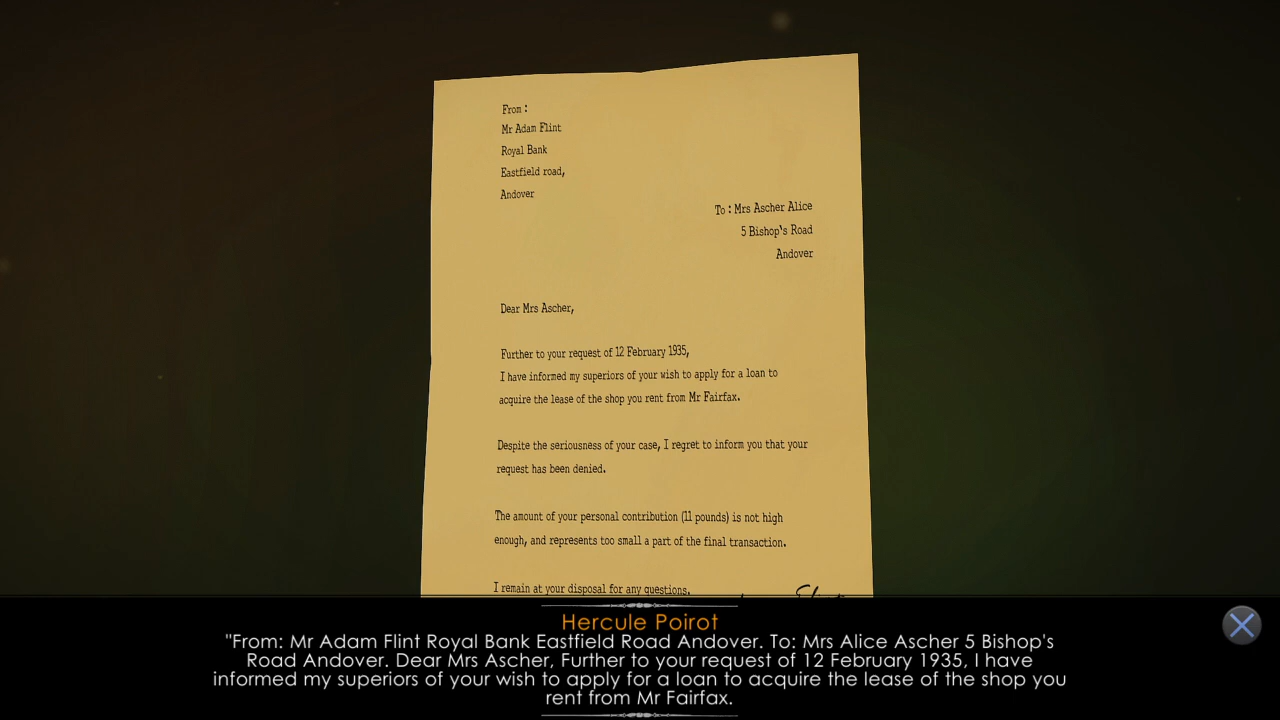 From :
Mr Adam Flint
Royal Bank
Eastfield road,
Andover
To : Mrs Ascher Alice
5 Bishop's Road
Andover
Dear Mrs Ascher,
Further to your request of 12 February 1935,
I have informed my superiors of your wish to apply for a loan to
acquire the lease of the shop you rent from Mr Fairfax.
Despite the seriousness of your case, I regret to inform you that your
request has been denied.
The amount of your personal contribution (11 pounds) is not high
enough, and represents too small a part of the final transaction.
I remain at your disposal for any questions,
Hercule Poirot
"From: Mr Adam Flint Royal Bank Eastfield Road Andover. To: Mrs Alice Ascher 5 Bishop's
Road Andover. Dear Mrs Ascher, Further to your request of 12 February 1935, I have
informed my superiors of your wish to apply for a loan to acquire the lease of the shop you
rent from Mr Fairfax.